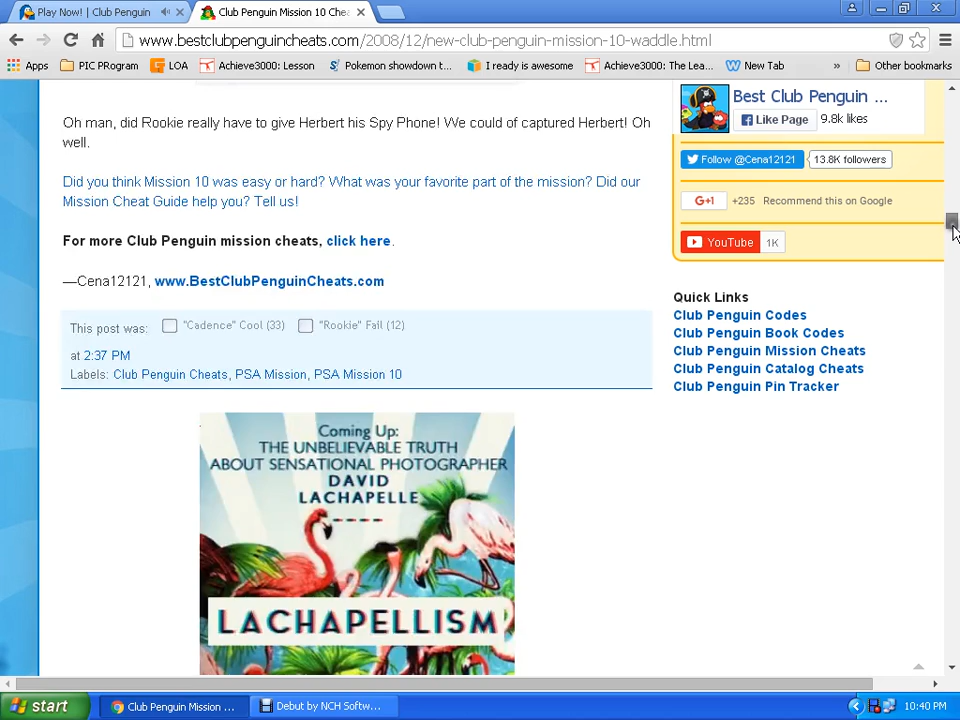 Play Now! | Club Penguin
Club Penguin Mission 10 Chea
www.bestclubpenguincheats.com/2008/12/new-club-penguin-mission-10-waddle.html
Apps
PIC PRogram
LOA
Achieve3000: Lesson
Pokemon showdown t...
I ready is awesome
Achieve3000: The Lea...
New Tab
»
Other bookmarks
Oh man, did Rookie really have to give Herbert his Spy Phone! We could of captured Herbert! Oh
well.
Did you think Mission 10 was easy or hard? What was your favorite part of the mission? Did our
Mission Cheat Guide help you? Tell us!
For more Club Penguin mission cheats, click here.
—Cena12121, www.BestClubPenguinCheats.com
This post was: "Cadence" Cool (33) "Rookie" Fall (12)
at 2:37 PM
Labels: Club Penguin Cheats, PSA Mission, PSA Mission 10
Coming Up:
THE UNBELIEVABLE TRUTH
ABOUT SENSATIONAL PHOTOGRAPHER
DAVID
LACHAPELLE
LACHAPELLISM
Best Club Penguin ...
Like Page 9.8k likes
Follow @Cena12121 13.8K followers
G+1 +235 Recommend this on Google
YouTube 1K
Quick Links
Club Penguin Codes
Club Penguin Book Codes
Club Penguin Mission Cheats
Club Penguin Catalog Cheats
Club Penguin Pin Tracker
start
Club Penguin Mission ...
Debut by NCH Softw...
10:40 PM